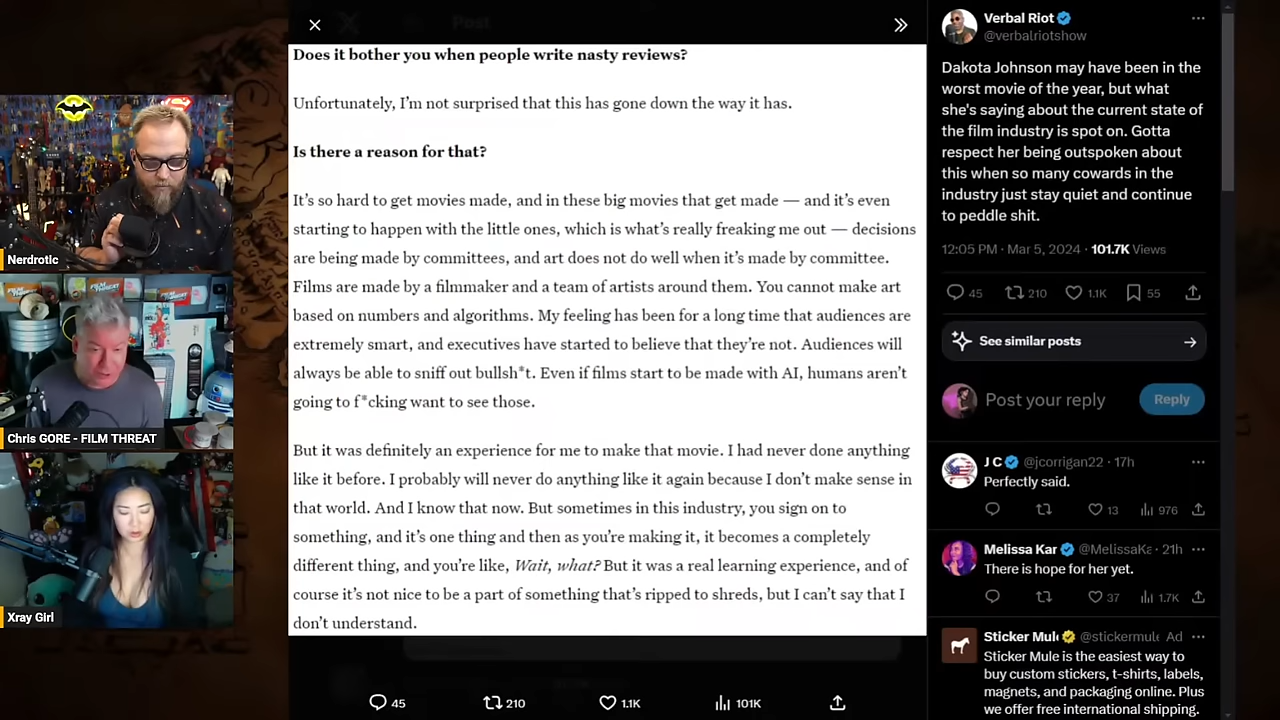 Post
Does it bother you when people write nasty reviews?
Unfortunately, I'm not surprised that this has gone down the way it has.
Is there a reason for that?
It's so hard to get movies made, and in these big movies that get made — and it's even
starting to happen with the little ones, which is what's really freaking me out — decisions
are being made by committees, and art does not do well when it's made by committee.
Films are made by a filmmaker and a team of artists around them. You cannot make art
based on numbers and algorithms. My feeling has been for a long time that audiences are
extremely smart, and executives have started to believe that they're not. Audiences will
always be able to sniff out bullsh*t. Even if films start to be made with AI, humans aren't
going to f*cking want to see those.
But it was definitely an experience for me to make that movie. I had never done anything
like it before. I probably will never do anything like it again because I don't make sense in
that world. And I know that now. But sometimes in this industry, you sign on to
something, and it's one thing and then as you're making it, it becomes a completely
different thing, and you're like, Wait, what? But it was a real learning experience, and of
course it's not nice to be a part of something that's ripped to shreds, but I can't say that I
don't understand.
45 210 1.1K 101K
Nerdrotic
FILM THREAT
Chris GORE - FILM THREAT
Xray Girl
Verbal Riot
@verbalriotshow
Dakota Johnson may have been in the
worst movie of the year, but what
she's saying about the current state of
the film industry is spot on. Gotta
respect her being outspoken about
this when so many cowards in the
industry just stay quiet and continue
to peddle shit.
12:05 PM · Mar 5, 2024 · 101.7K Views
45 210 1.1K 55
See similar posts
Post your reply Reply
J C @jcorrigan22 · 17h
Perfectly said.
13 976
Melissa Kar @MelissaKa · 21h
There is hope for her yet.
37 1.7K
Sticker Mul @stickermul Ad
Sticker Mule is the easiest way to
buy custom stickers, t-shirts, labels,
magnets, and packaging online. Plus
we offer free international shipping.